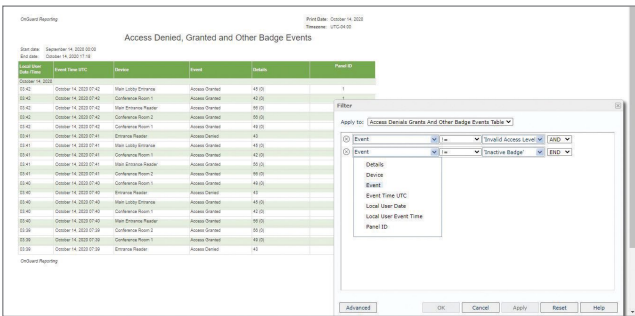 OnGuard Reporting
Print Date: October 14, 2020
Timezone: UTC-04:00
Access Denied, Granted and Other Badge Events
Start date: September 14, 2020 00:00
End date: October 14, 2020 17:18
Local User Date /Time Event Time UTC Device Event Details Panel ID
October 14, 2020
03:42 October 14, 2020 07:42 Main Lobby Entrance Access Granted 45 (0) 1
03:42 October 14, 2020 07:42 Conference Room 1 Access Granted 42 (0) 1
03:42 October 14, 2020 07:42 Main Entrance Reader Access Granted 56 (0)
03:42 October 14, 2020 07:42 Conference Room 2 Access Granted 56 (0)
03:42 October 14, 2020 07:42 Conference Room 1 Access Granted 49 (0)
03:41 October 14, 2020 07:41 Entrance Reader Access Denied 43
03:41 October 14, 2020 07:41 Main Lobby Entrance Access Granted 45 (0)
03:41 October 14, 2020 07:41 Conference Room 1 Access Granted 42 (0)
03:41 October 14, 2020 07:41 Main Entrance Reader Access Granted 56 (0)
03:41 October 14, 2020 07:41 Conference Room 2 Access Granted 56 (0)
03:40 October 14, 2020 07:40 Conference Room 1 Access Granted 49 (0)
03:40 October 14, 2020 07:40 Entrance Reader Access Denied 43
03:40 October 14, 2020 07:40 Main Lobby Entrance Access Granted 45 (0)
03:40 October 14, 2020 07:40 Conference Room 1 Access Granted 42 (0)
03:40 October 14, 2020 07:40 Main Entrance Reader Access Granted 56 (0)
03:39 October 14, 2020 07:39 Conference Room 2 Access Granted 56 (0)
03:39 October 14, 2020 07:39 Conference Room 1 Access Granted 49 (0)
03:39 October 14, 2020 07:39 Entrance Reader Access Denied 43
OnGuard Reporting
Filter
Apply to: Access Denials Grants And Other Badge Events Table
Event != 'Invalid Access Level' AND
Event != 'Inactive Badge' END
Details
Device
Event
Event Time UTC
Local User Date
Local User Event Time
Panel ID
Advanced OK Cancel Apply Reset Help